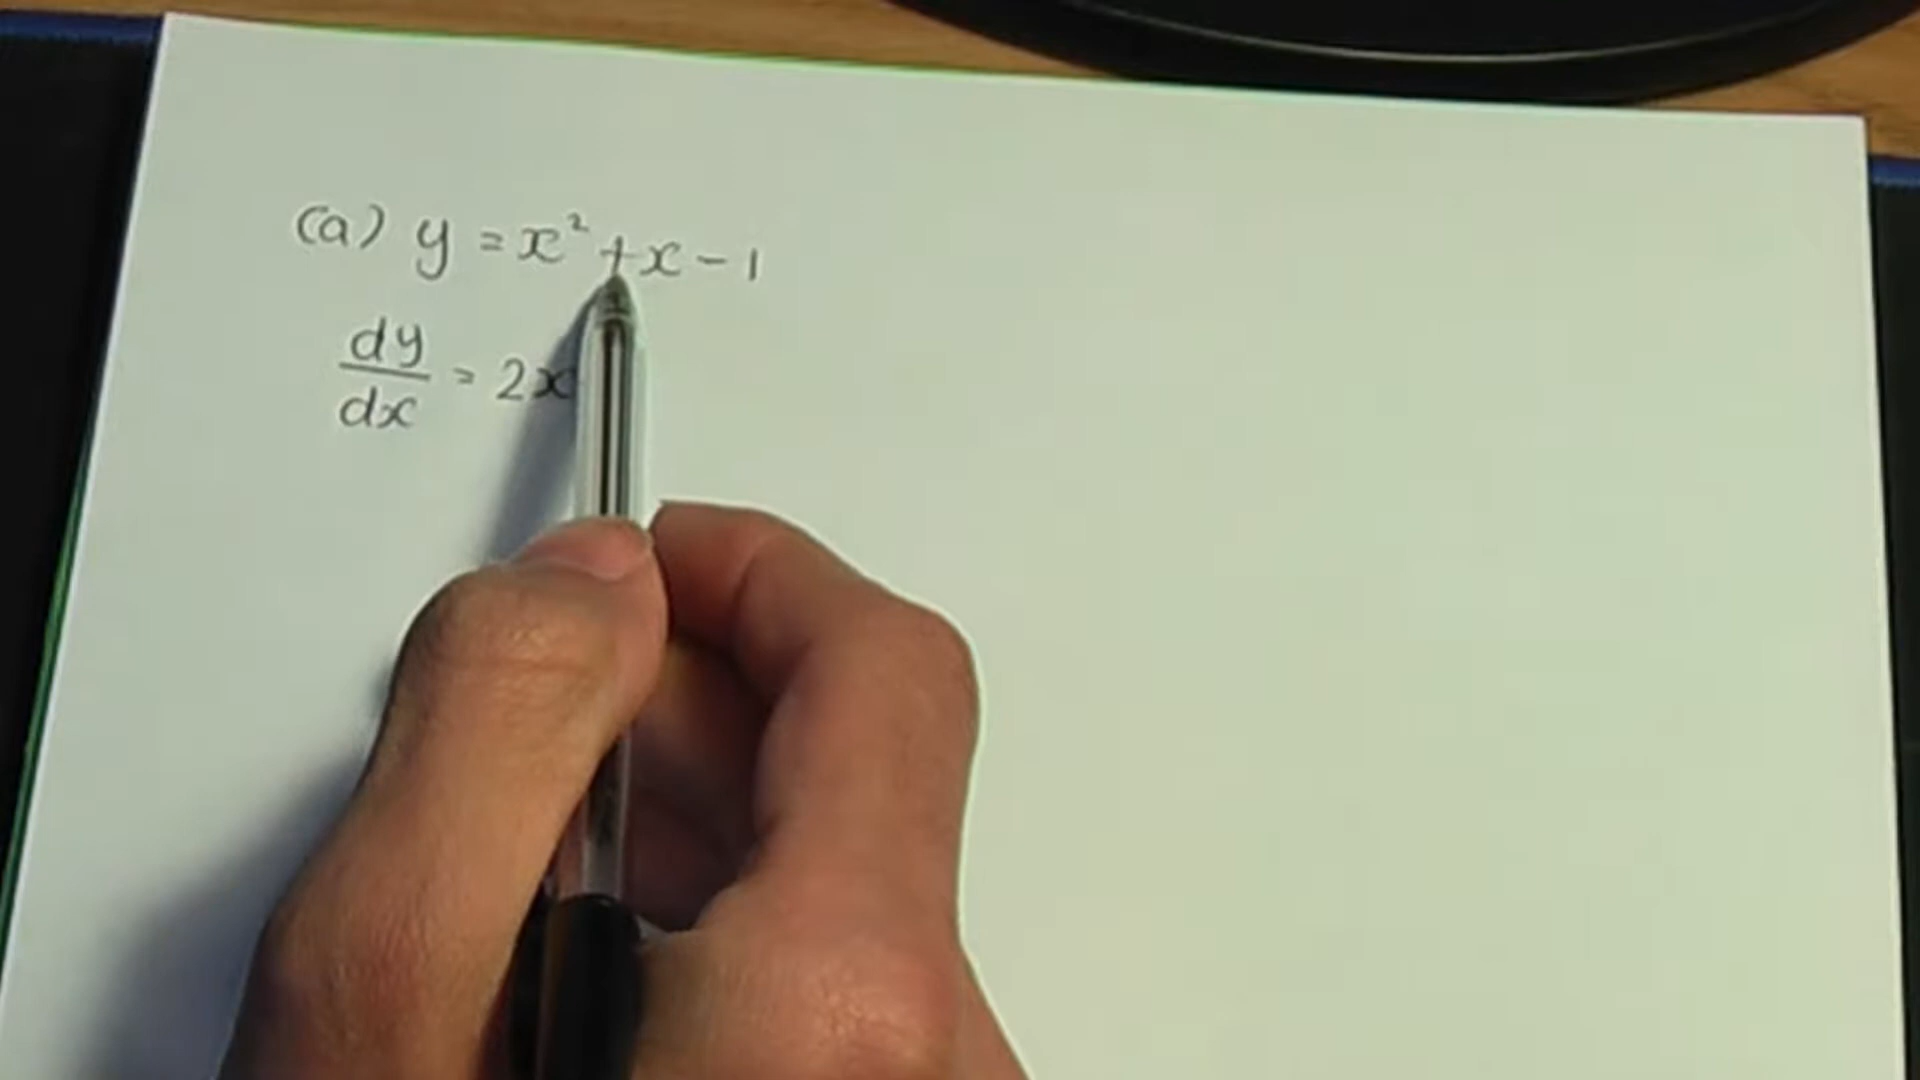 (a) y = x² + x - 1
dy/dx = 2x